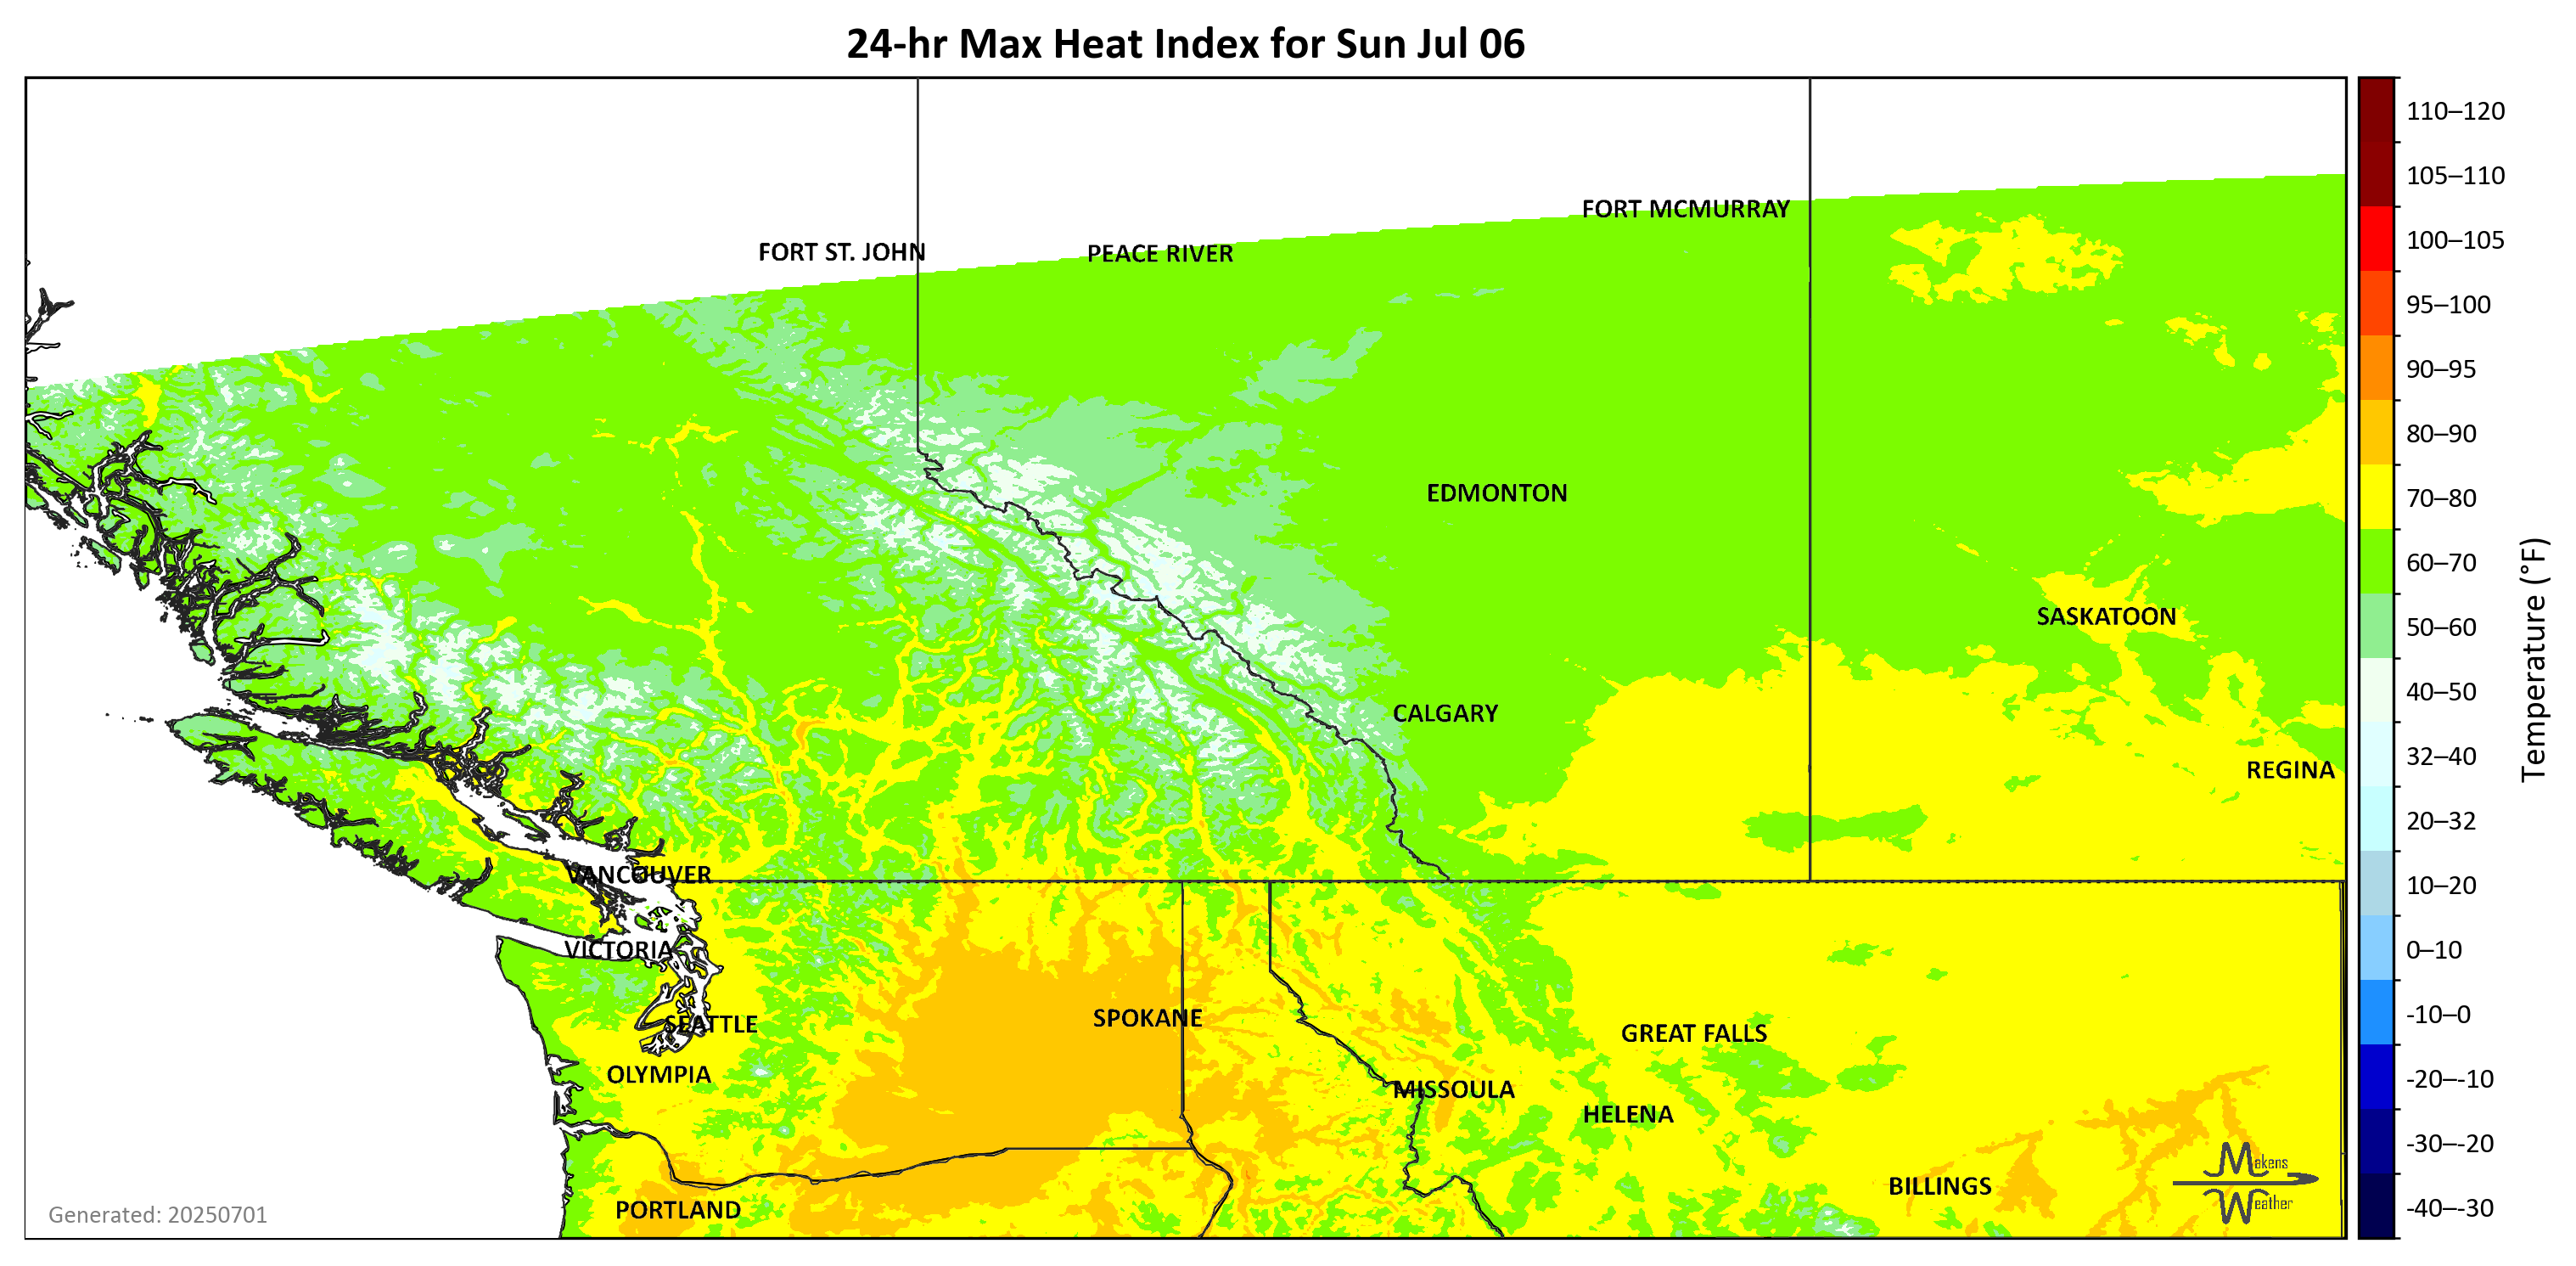 24-hr Max Heat Index for Sun Jul 06
FORT MCMURRAY
FORT ST. JOHN
PEACE RIVER
EDMONTON
SASKATOON
CALGARY
REGINA
VANCOUVER
VICTORIA
SEATTLE
SPOKANE
GREAT FALLS
OLYMPIA
MISSOULA
HELENA
BILLINGS
PORTLAND
Makens
Weather
Generated: 20250701
110–120
105–110
100–105
95–100
90–95
80–90
70–80
60–70
50–60
40–50
32–40
20–32
10–20
0–10
-10–0
-20–-10
-30–-20
-40–-30
Temperature (°F)